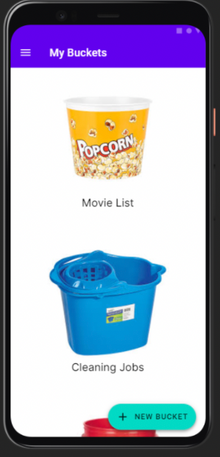 My Buckets
POPCORN
Movie List
Cleaning Jobs
+ NEW BUCKET